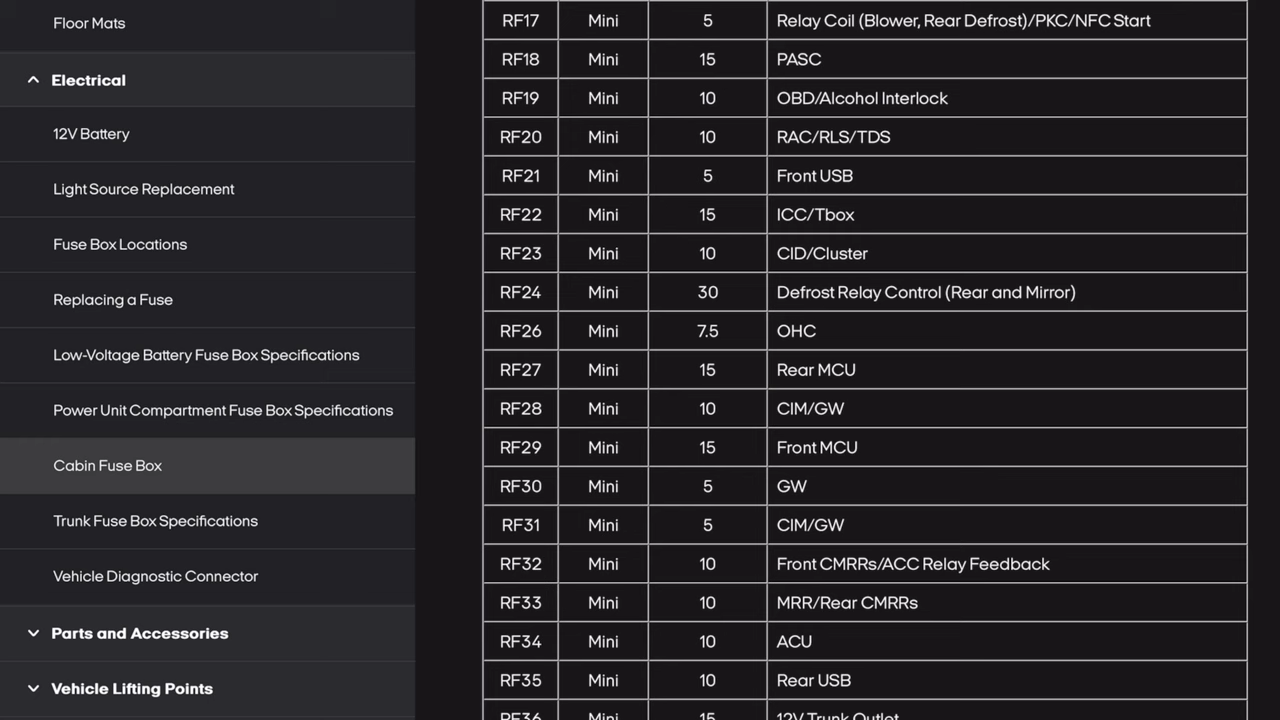 Floor Mats
Electrical
12V Battery
Light Source Replacement
Fuse Box Locations
Replacing a Fuse
Low-Voltage Battery Fuse Box Specifications
Power Unit Compartment Fuse Box Specifications
Cabin Fuse Box
Trunk Fuse Box Specifications
Vehicle Diagnostic Connector
Parts and Accessories
Vehicle Lifting Points
RF17 Mini 5 Relay Coil (Blower, Rear Defrost)/PKC/NFC Start
RF18 Mini 15 PASC
RF19 Mini 10 OBD/Alcohol Interlock
RF20 Mini 10 RAC/RLS/TDS
RF21 Mini 5 Front USB
RF22 Mini 15 ICC/Tbox
RF23 Mini 10 CID/Cluster
RF24 Mini 30 Defrost Relay Control (Rear and Mirror)
RF26 Mini 7.5 OHC
RF27 Mini 15 Rear MCU
RF28 Mini 10 CIM/GW
RF29 Mini 15 Front MCU
RF30 Mini 5 GW
RF31 Mini 5 CIM/GW
RF32 Mini 10 Front CMRRs/ACC Relay Feedback
RF33 Mini 10 MRR/Rear CMRRs
RF34 Mini 10 ACU
RF35 Mini 10 Rear USB
RF36 Mini 15 12V Trunk Outlet